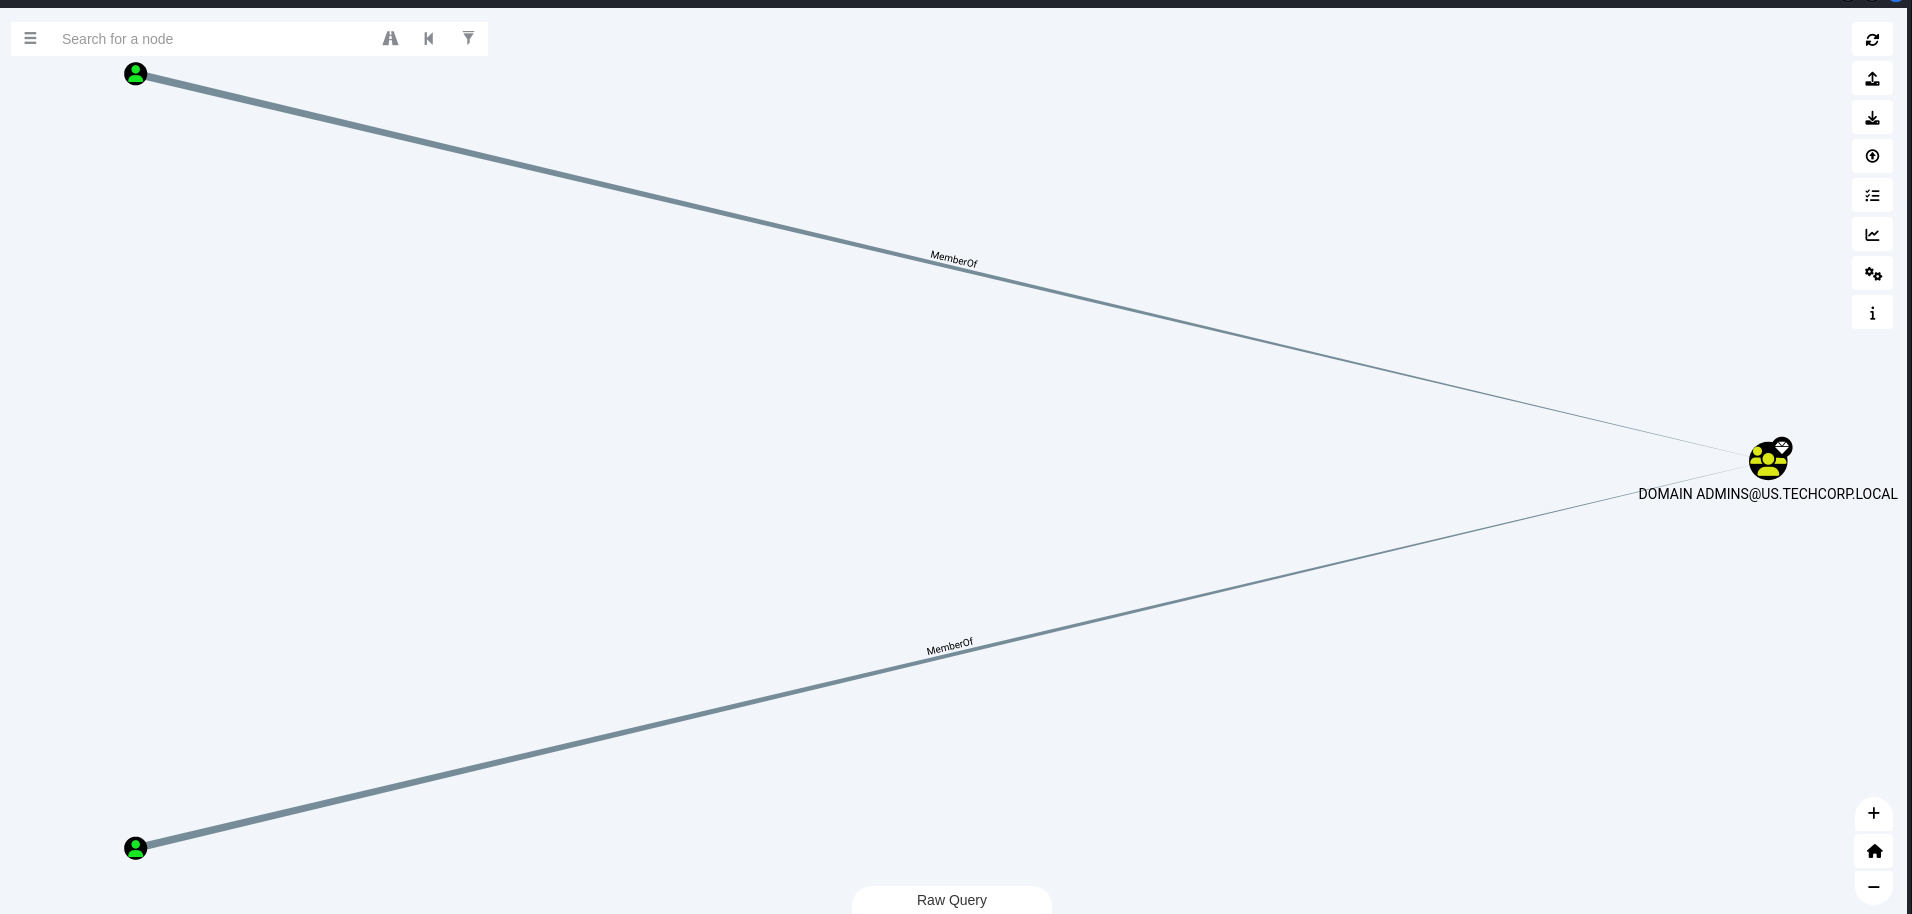 Search for a node
MemberOf
DOMAIN ADMINS@US.TECHCORP.LOCAL
MemberOf
Raw Query